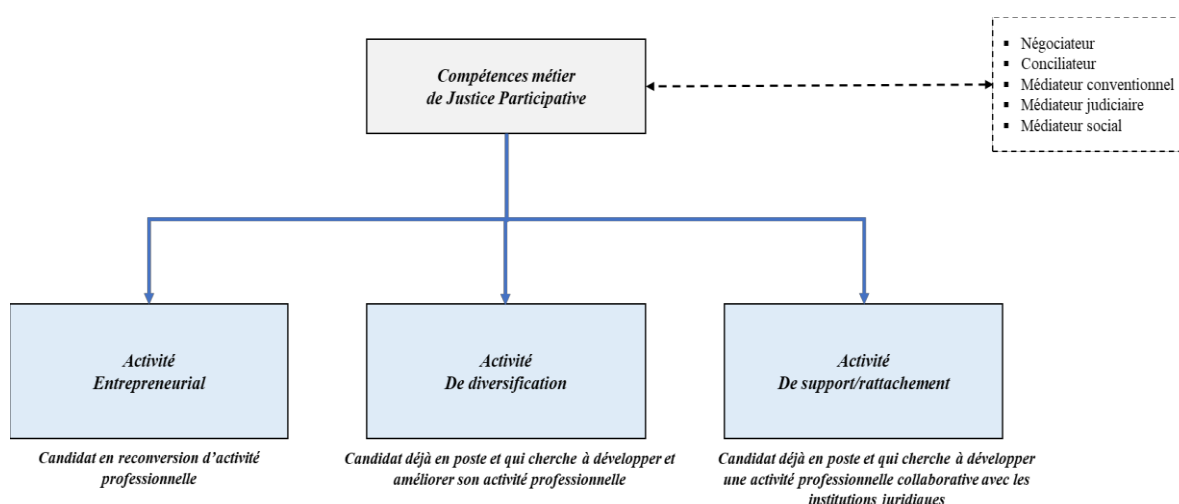 Compétences métier
de Justice Participative
▪ Négociateur
▪ Conciliateur
▪ Médiateur conventionnel
▪ Médiateur judiciaire
▪ Médiateur social
Activité
Entrepreneurial
Activité
De diversification
Activité
De support/rattachement
Candidat en reconversion d’activité
professionnelle
Candidat déjà en poste et qui cherche à développer et
améliorer son activité professionnelle
Candidat déjà en poste et qui cherche à développer
une activité professionnelle collaborative avec les
institutions juridiques